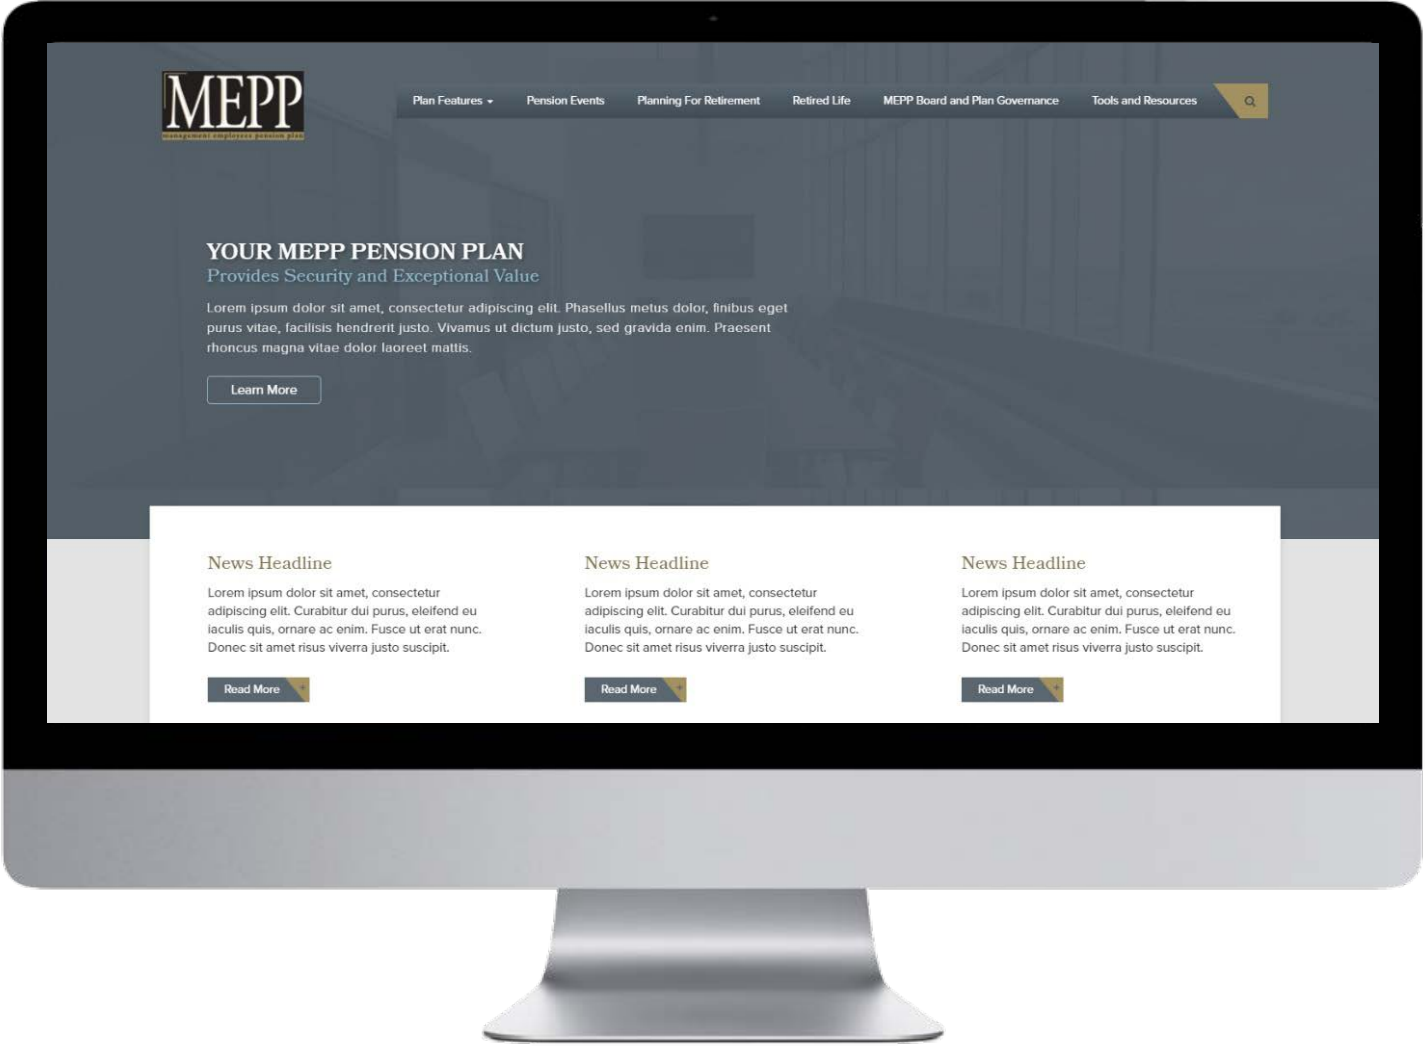 MEPP
management employees pension plan
Plan Features
Pension Events
Planning For Retirement
Retired Life
MEPP Board and Plan Governance
Tools and Resources
YOUR MEPP PENSION PLAN
Provides Security and Exceptional Value
Lorem ipsum dolor sit amet, consectetur adipiscing elit. Phasellus metus dolor, finibus eget
purus vitae, facilisis hendrerit justo. Vivamus ut dictum justo, sed gravida enim. Praesent
rhoncus magna vitae dolor laoreet mattis.
Learn More
News Headline
Lorem ipsum dolor sit amet, consectetur
adipiscing elit. Curabitur dui purus, eleifend eu
iaculis quis, ornare ac enim. Fusce ut erat nunc.
Donec sit amet risus viverra justo suscipit.
Read More +
News Headline
Lorem ipsum dolor sit amet, consectetur
adipiscing elit. Curabitur dui purus, eleifend eu
iaculis quis, ornare ac enim. Fusce ut erat nunc.
Donec sit amet risus viverra justo suscipit.
Read More +
News Headline
Lorem ipsum dolor sit amet, consectetur
adipiscing elit. Curabitur dui purus, eleifend eu
iaculis quis, ornare ac enim. Fusce ut erat nunc.
Donec sit amet risus viverra justo suscipit.
Read More +